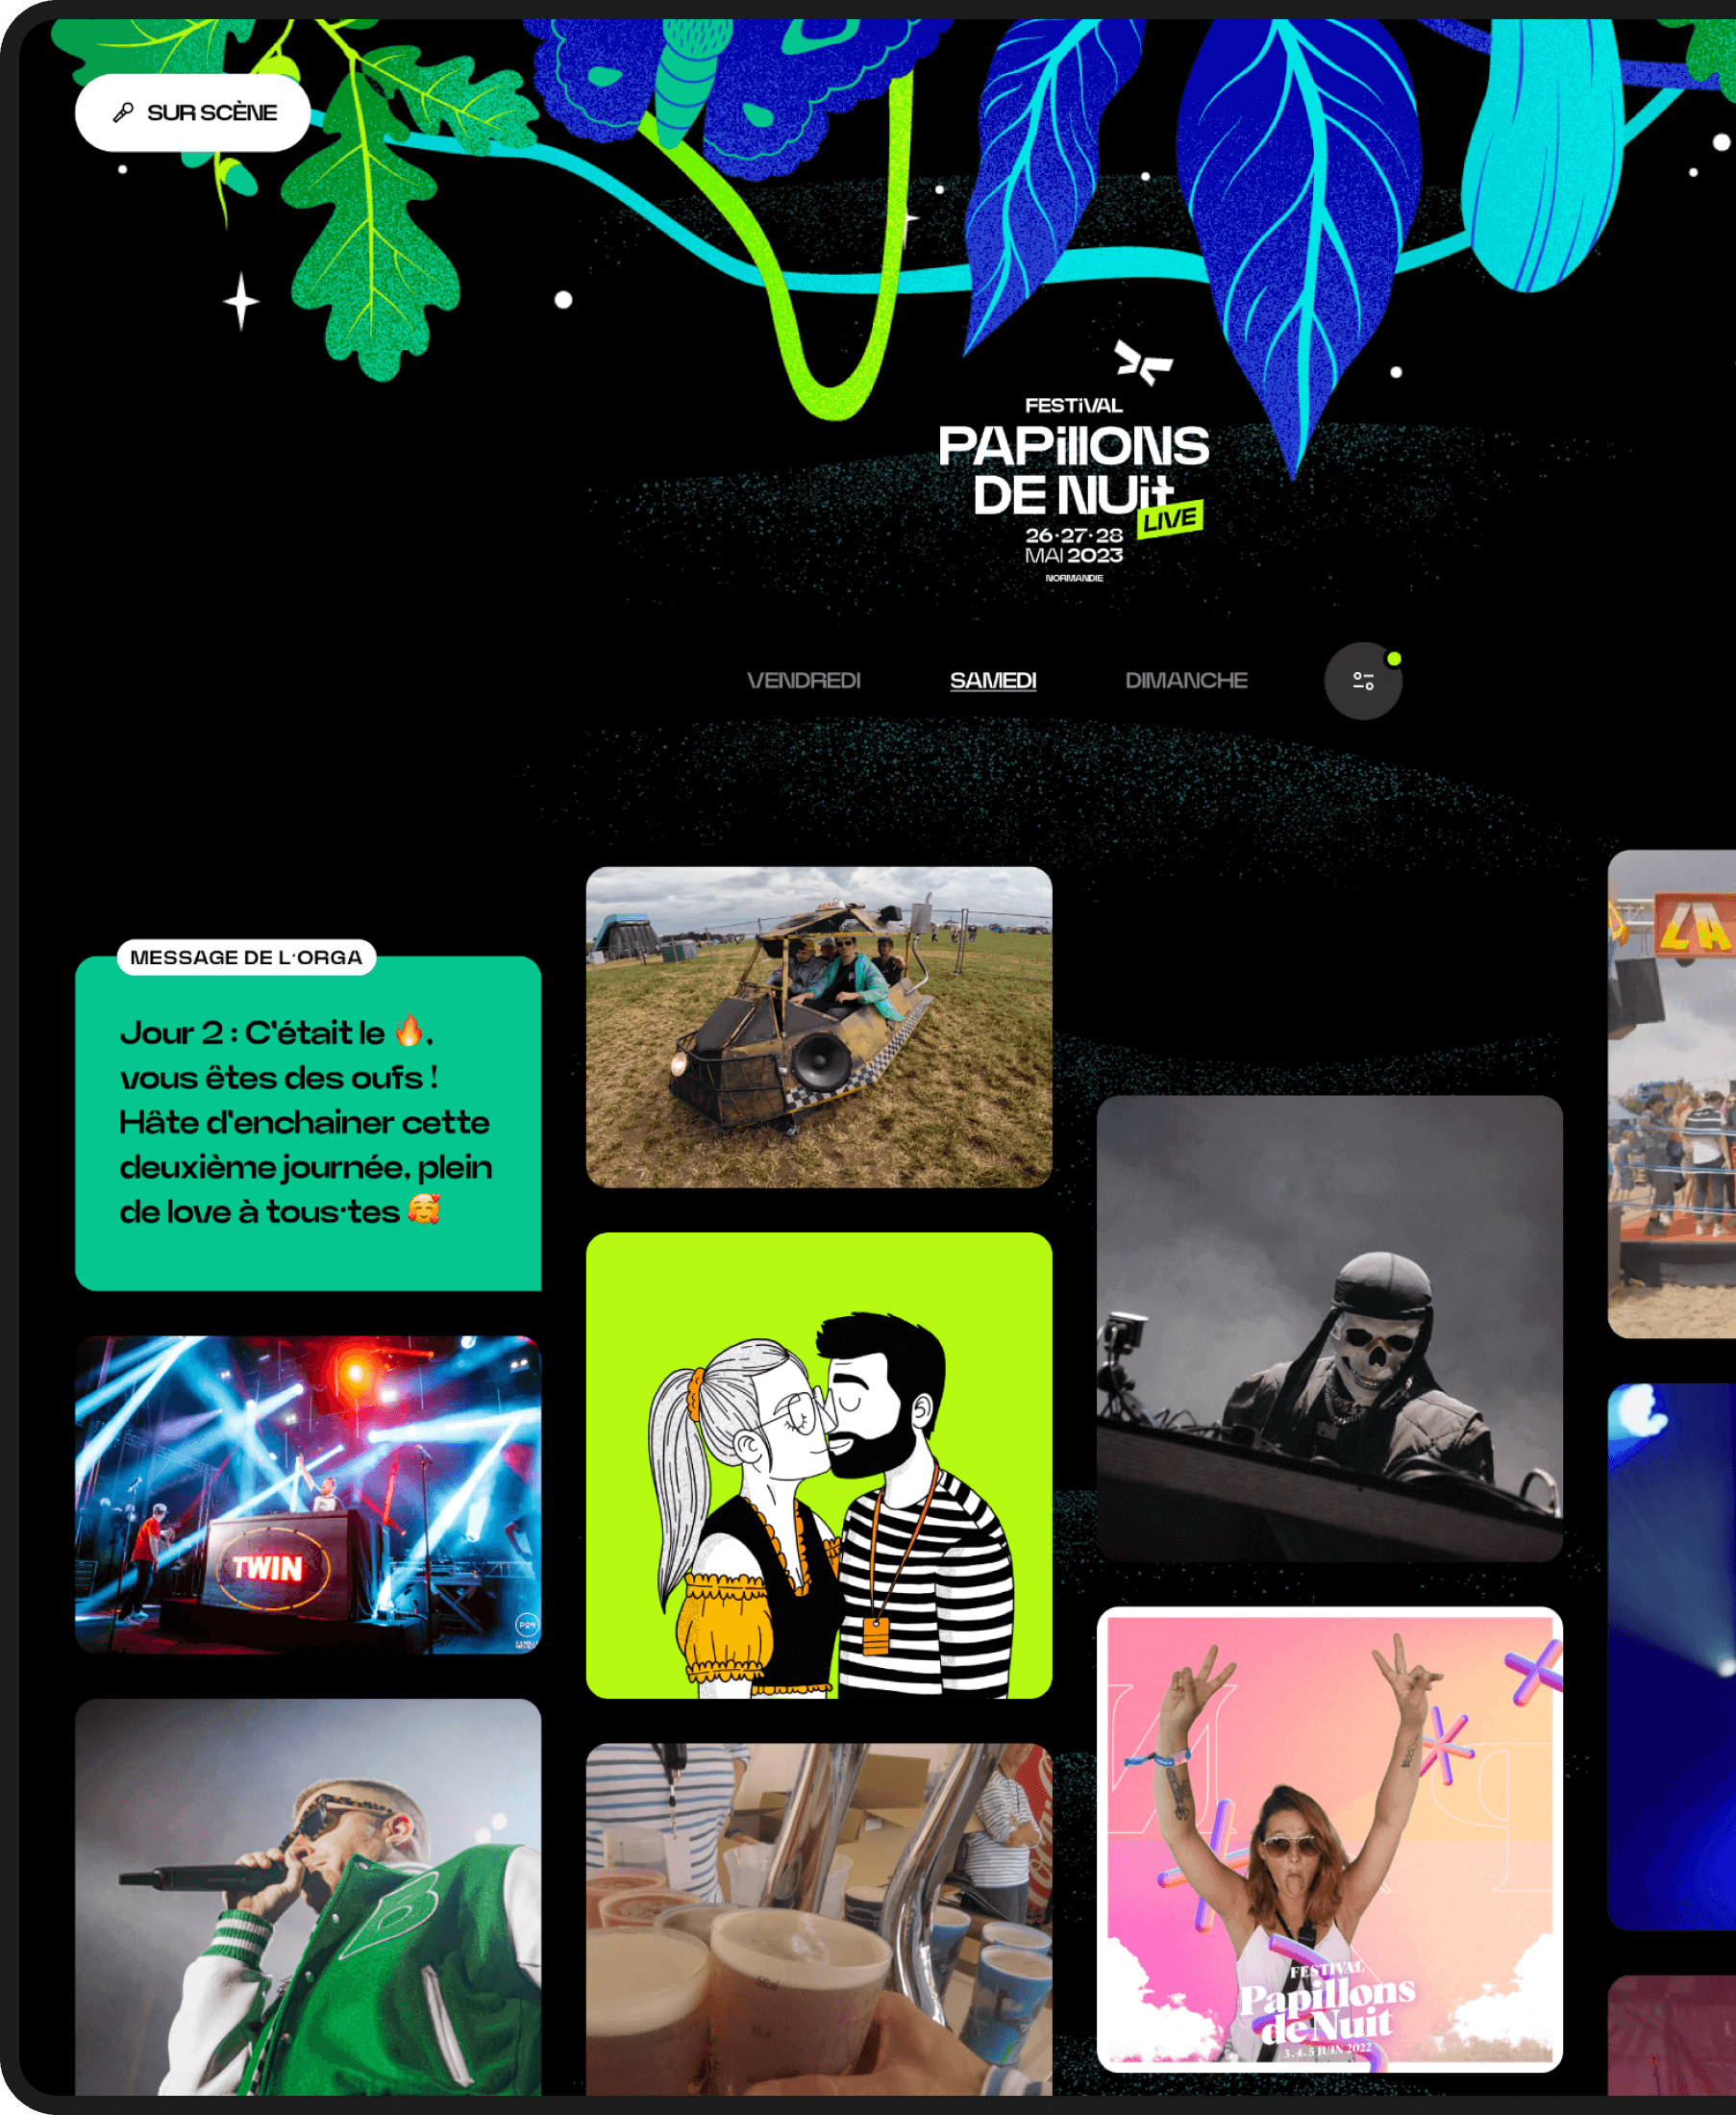 SUR SCÈNE
FESTiVAL
PAPillONS
DE NUit
LIVE
26·27·28
MAI 2023
NORMANDIE
VENDREDI
SAMEDI
DIMANCHE
MESSAGE DE L'ORGA
Jour 2 : C'était le 🔥,
vous êtes des oufs !
Hâte d'enchainer cette
deuxième journée, plein
de love à tous·tes 🥰
TWIN
B
FESTIVAL
Papillons
de Nuit
3.4.5 JUIN 2022